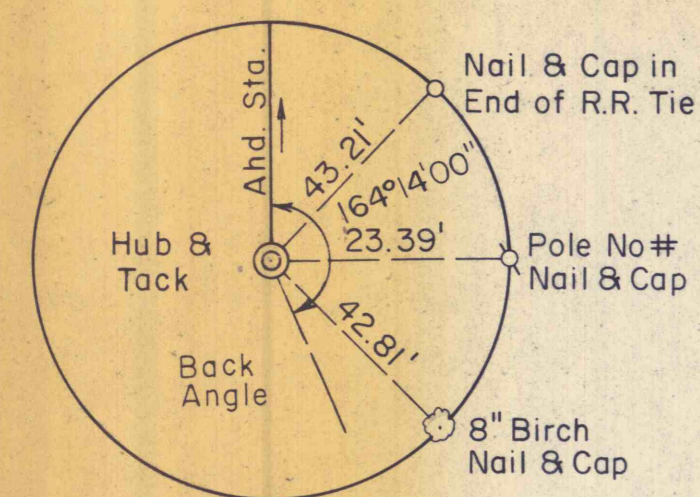 Nail & Cap in
End of R.R. Tie
Ahd. Sta.
43.21'
164°14'00"
23.39'
Hub &
Tack
Pole No#
Nail & Cap
42.81'
Back
Angle
8" Birch
Nail & Cap